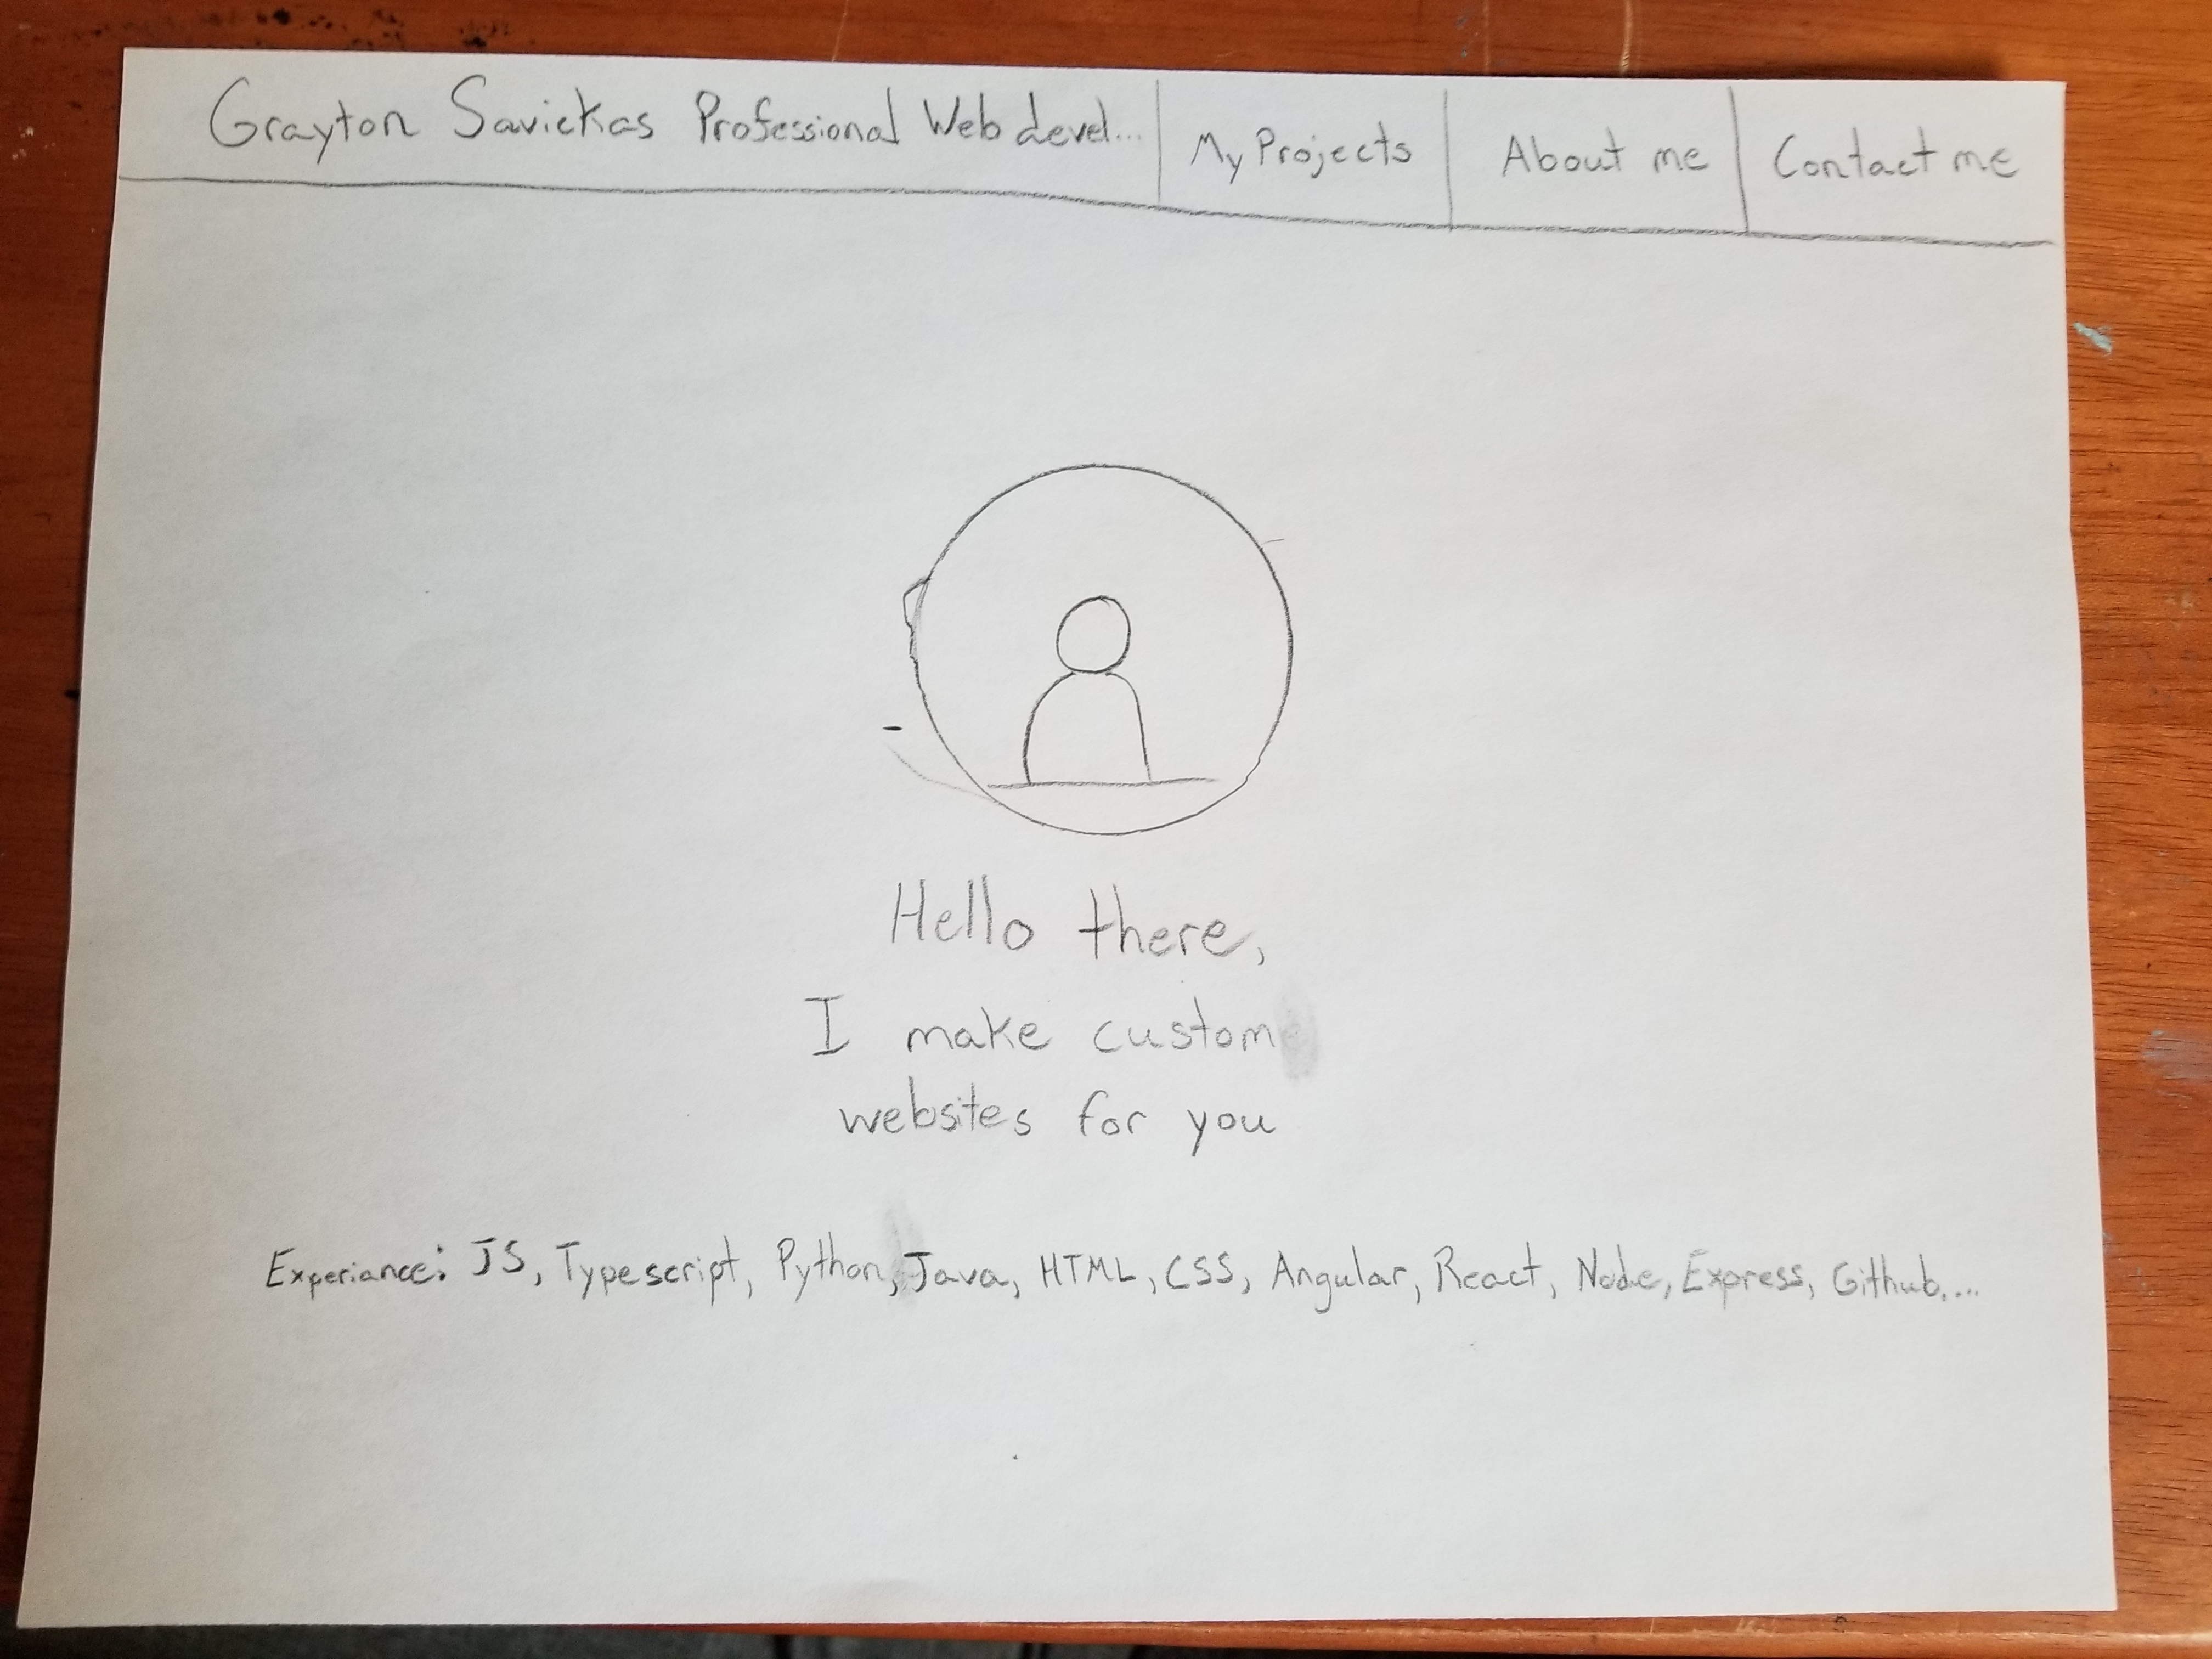 Grayton Savickas Professional Web devel...
My Projects
About me
Contact me
Hello there,
I make custom
websites for you
Experiance: JS, Typescript, Python, Java, HTML, CSS, Angular, React, Node, Express, Github,...